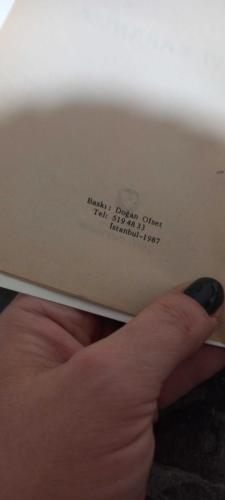 Baskı: Doğan Ofset
Tel: 519 48 33
İstanbul-1987